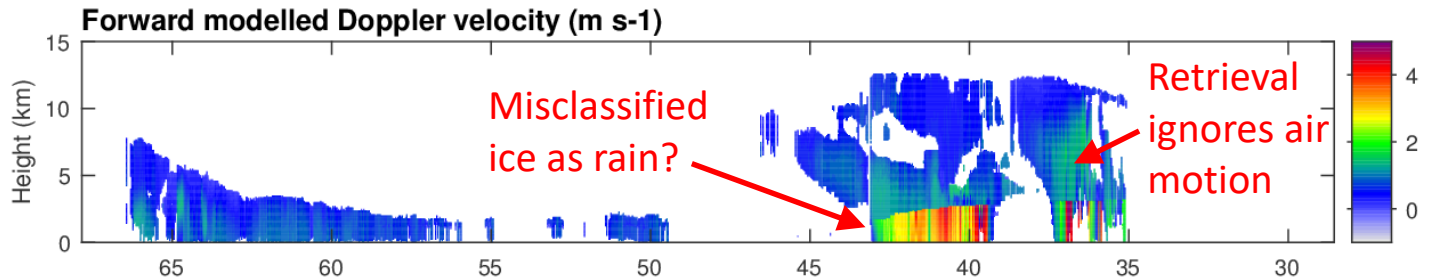 Forward modelled Doppler velocity (m s-1)
15
10
5
0
Height (km)
Misclassified
ice as rain?
Retrieval
ignores air
motion
4
2
0
65
60
55
50
45
40
35
30